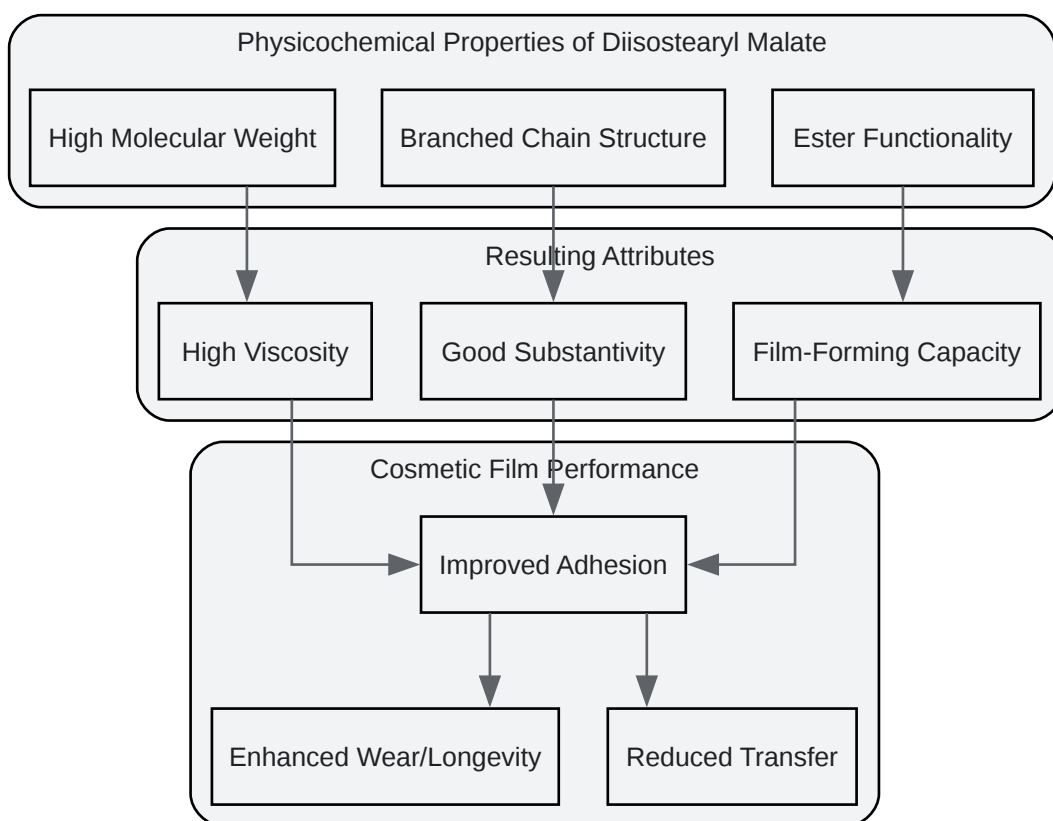 Physicochemical Properties of Diisostearyl Malate
High Molecular Weight
Branched Chain Structure
Ester Functionality
Resulting Attributes
High Viscosity
Good Substantivity
Film-Forming Capacity
Cosmetic Film Performance
Improved Adhesion
Enhanced Wear/Longevity
Reduced Transfer